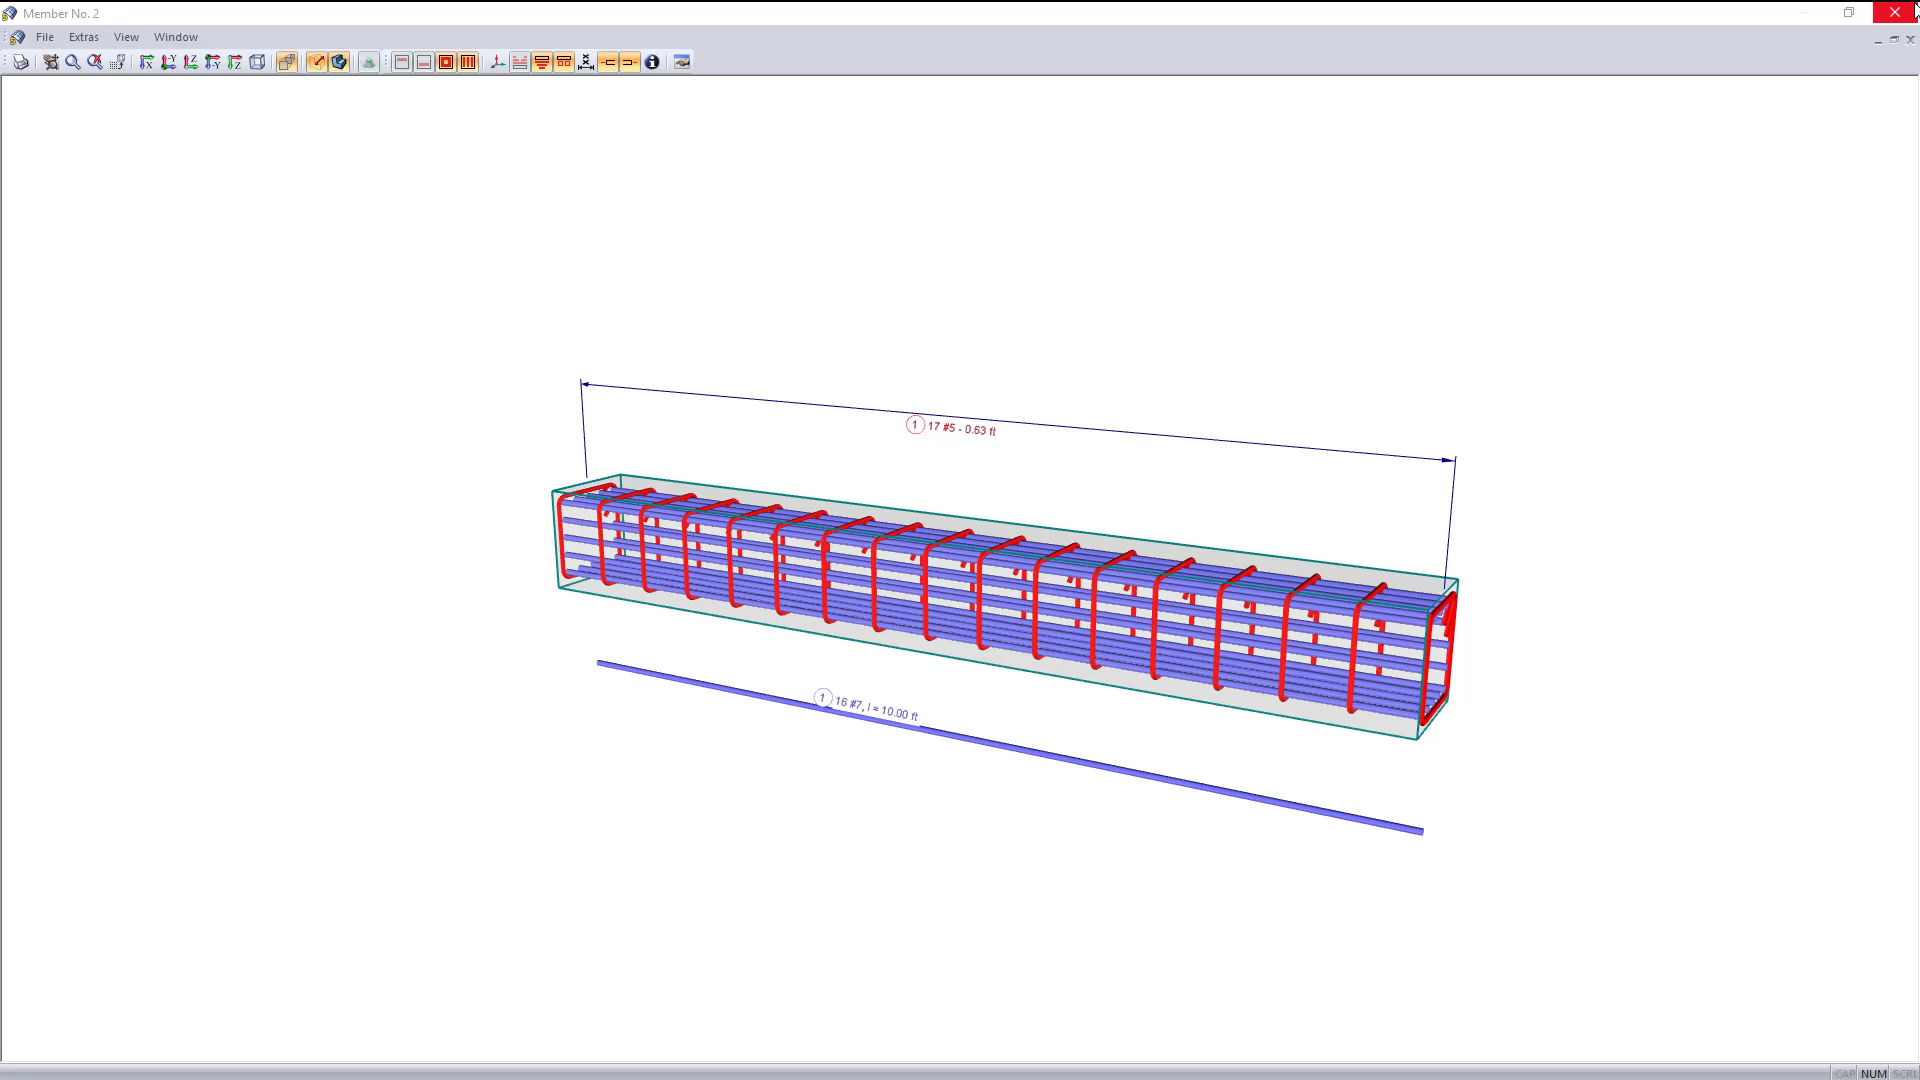 Member No. 2
File Extras View Window
1 17 #5 - 0.63 ft
1 16 #7, l = 10.00 ft
CAP NUM SCRL